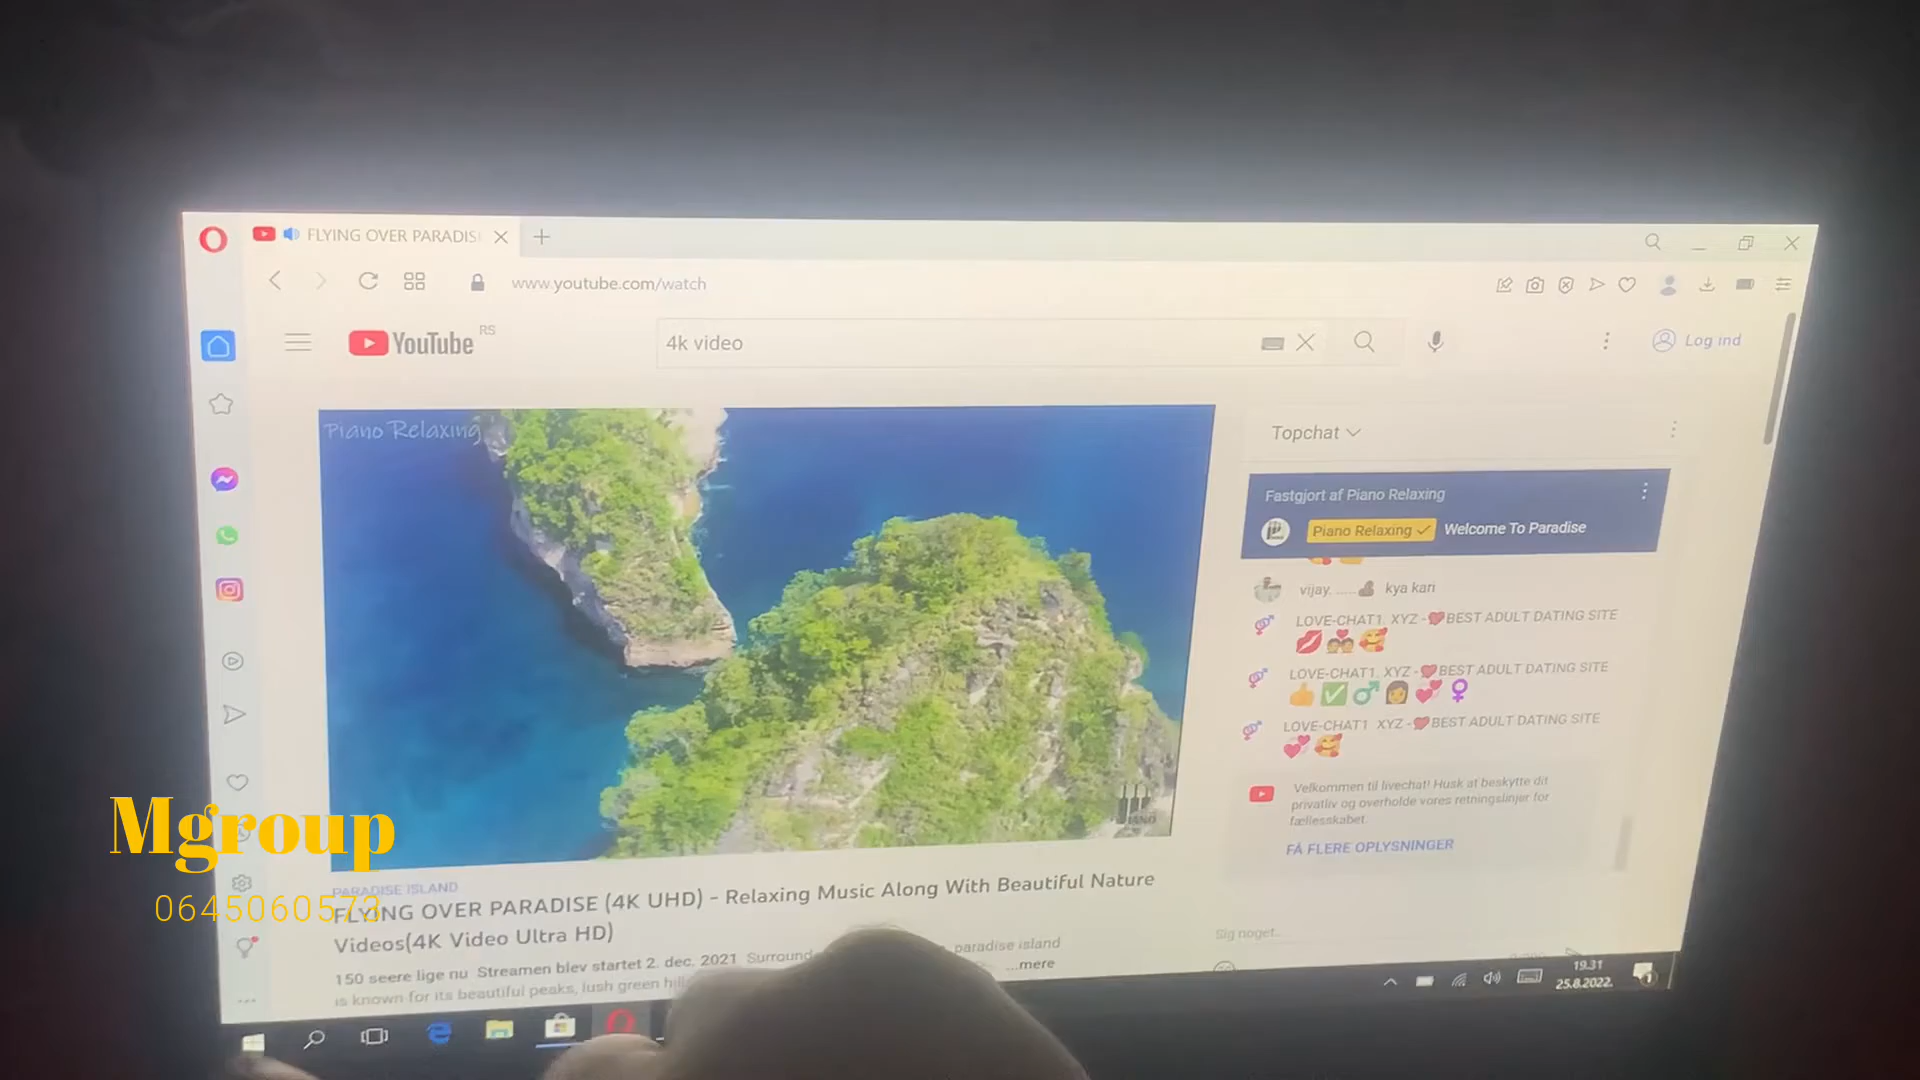 FLYING OVER PARADIS
www.youtube.com/watch
YouTube RS
4k video
Log ind
Piano Relaxing
Topchat
Fastgjort af Piano Relaxing
Piano Relaxing Welcome To Paradise
vijay. ..... kya kari
LOVE-CHAT1. XYZ - BEST ADULT DATING SITE
LOVE-CHAT1. XYZ - BEST ADULT DATING SITE
LOVE-CHAT1 XYZ - BEST ADULT DATING SITE
Velkommen til livechat! Husk at beskytte dit
privatliv og overholde vores retningslinjer for
fællesskabet.
FÅ FLERE OPLYSNINGER
Sig noget...
PIANO
PARADISE ISLAND
FLYING OVER PARADISE (4K UHD) - Relaxing Music Along With Beautiful Nature
Videos(4K Video Ultra HD)
150 seere lige nu Streamen blev startet 2. dec. 2021 Surround paradise island
is known for its beautiful peaks, lush green ...mere
Mgroup
0645060573
19.31
25.8.2022.